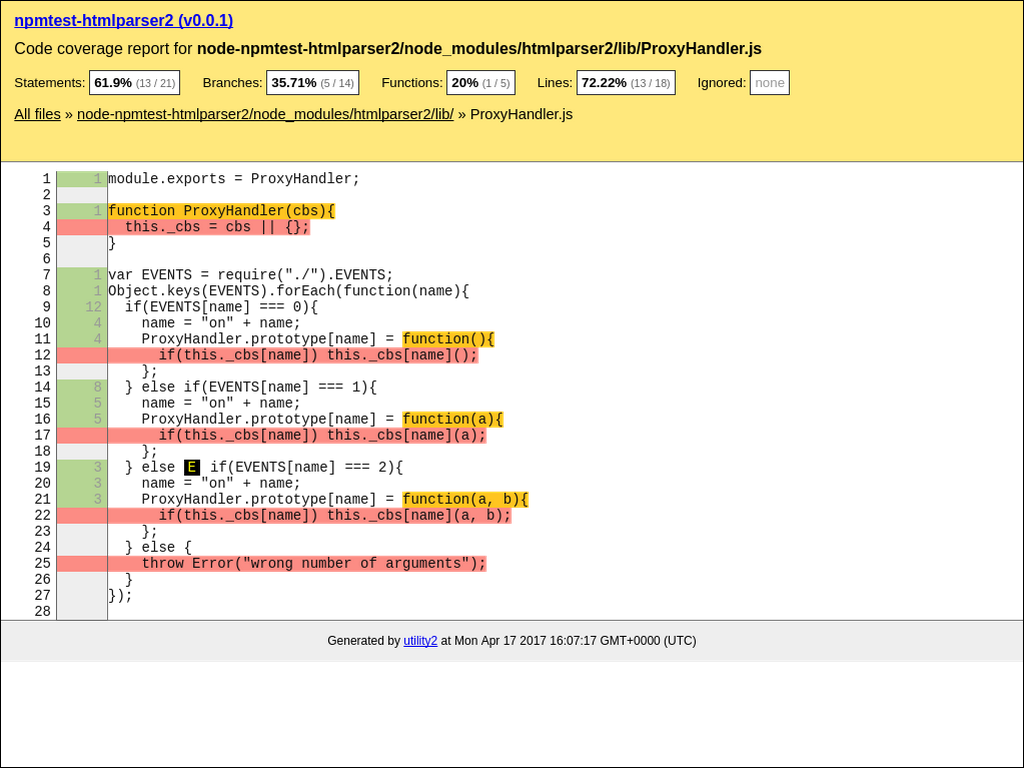 npmtest-htmlparser2 (v0.0.1)
Code coverage report for node-npmtest-htmlparser2/node_modules/htmlparser2/lib/ProxyHandler.js
Statements: 61.9% (13 / 21) Branches: 35.71% (5 / 14) Functions: 20% (1 / 5) Lines: 72.22% (13 / 18) Ignored: none
All files » node-npmtest-htmlparser2/node_modules/htmlparser2/lib/ » ProxyHandler.js
1 1 module.exports = ProxyHandler;
2
3 1 function ProxyHandler(cbs){
4 this._cbs = cbs || {};
5 }
6
7 1 var EVENTS = require("./").EVENTS;
8 1 Object.keys(EVENTS).forEach(function(name){
9 12 if(EVENTS[name] === 0){
10 4 name = "on" + name;
11 4 ProxyHandler.prototype[name] = function(){
12 if(this._cbs[name]) this._cbs[name]();
13 };
14 8 } else if(EVENTS[name] === 1){
15 5 name = "on" + name;
16 5 ProxyHandler.prototype[name] = function(a){
17 if(this._cbs[name]) this._cbs[name](a);
18 };
19 3 } else E if(EVENTS[name] === 2){
20 3 name = "on" + name;
21 3 ProxyHandler.prototype[name] = function(a, b){
22 if(this._cbs[name]) this._cbs[name](a, b);
23 };
24 } else {
25 throw Error("wrong number of arguments");
26 }
27 });
28
Generated by utility2 at Mon Apr 17 2017 16:07:17 GMT+0000 (UTC)